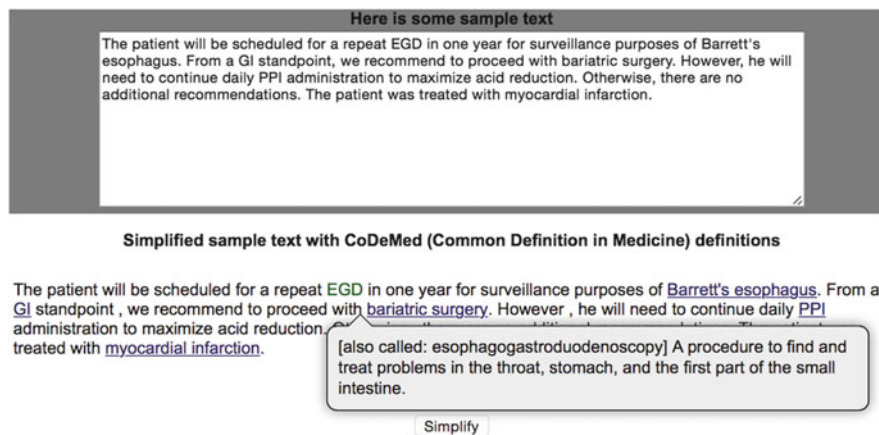 Here is some sample text
The patient will be scheduled for a repeat EGD in one year for surveillance purposes of Barrett's
esophagus. From a GI standpoint, we recommend to proceed with bariatric surgery. However, he will
need to continue daily PPI administration to maximize acid reduction. Otherwise, there are no
additional recommendations. The patient was treated with myocardial infarction.
Simplified sample text with CoDeMed (Common Definition in Medicine) definitions
The patient will be scheduled for a repeat EGD in one year for surveillance purposes of Barrett's esophagus. From a
GI standpoint , we recommend to proceed with bariatric surgery. However , he will need to continue daily PPI
administration to maximize acid reduction.
treated with myocardial infarction.
[also called: esophagogastroduodenoscopy] A procedure to find and
treat problems in the throat, stomach, and the first part of the small
intestine.
Simplify